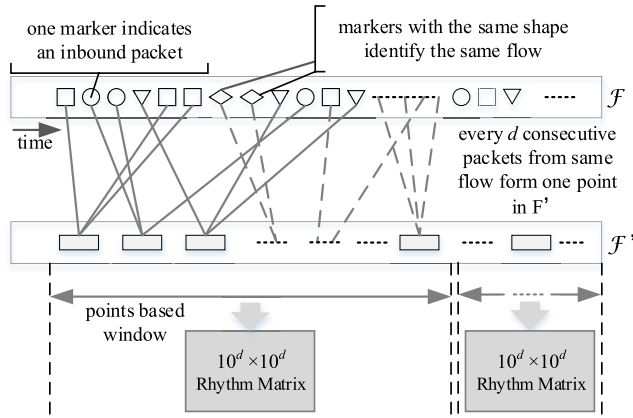 one marker indicates
an inbound packet
markers with the same shape
identify the same flow
ℱ
time
every d consecutive
packets from same
flow form one point
in F'
ℱ'
points based
window
10^d ×10^d
Rhythm Matrix
10^d ×10^d
Rhythm Matrix